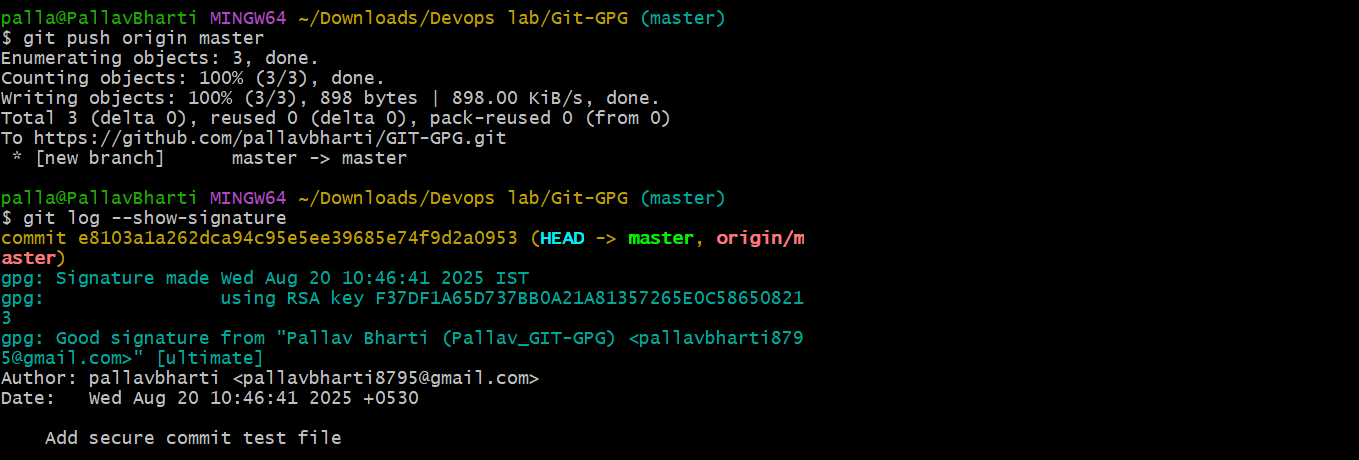 palla@PallavBharti MINGW64 ~/Downloads/Devops lab/Git-GPG (master)
$ git push origin master
Enumerating objects: 3, done.
Counting objects: 100% (3/3), done.
Writing objects: 100% (3/3), 898 bytes | 898.00 KiB/s, done.
Total 3 (delta 0), reused 0 (delta 0), pack-reused 0 (from 0)
To https://github.com/pallavbharti/GIT-GPG.git
 * [new branch]      master -> master
palla@PallavBharti MINGW64 ~/Downloads/Devops lab/Git-GPG (master)
$ git log --show-signature
commit e8103a1a262dca94c95e5ee39685e74f9d2a0953 (HEAD -> master, origin/m
aster)
gpg: Signature made Wed Aug 20 10:46:41 2025 IST
gpg:                using RSA key F37DF1A65D737BB0A21A81357265E0C58650821
3
gpg: Good signature from "Pallav Bharti (Pallav_GIT-GPG) <pallavbharti879
5@gmail.com>" [ultimate]
Author: pallavbharti <pallavbharti8795@gmail.com>
Date:   Wed Aug 20 10:46:41 2025 +0530
    Add secure commit test file